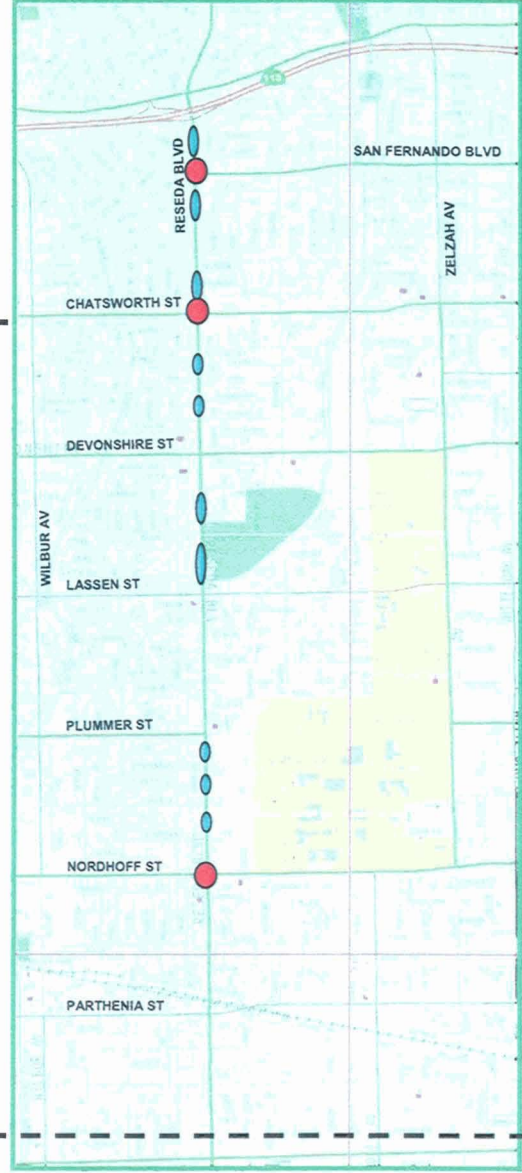 118
SAN FERNANDO BLVD
RESEDA BLVD
ZELZAH AV
CHATSWORTH ST
DEVONSHIRE ST
WILBUR AV
LASSEN ST
PLUMMER ST
NORDHOFF ST
PARTHENIA ST